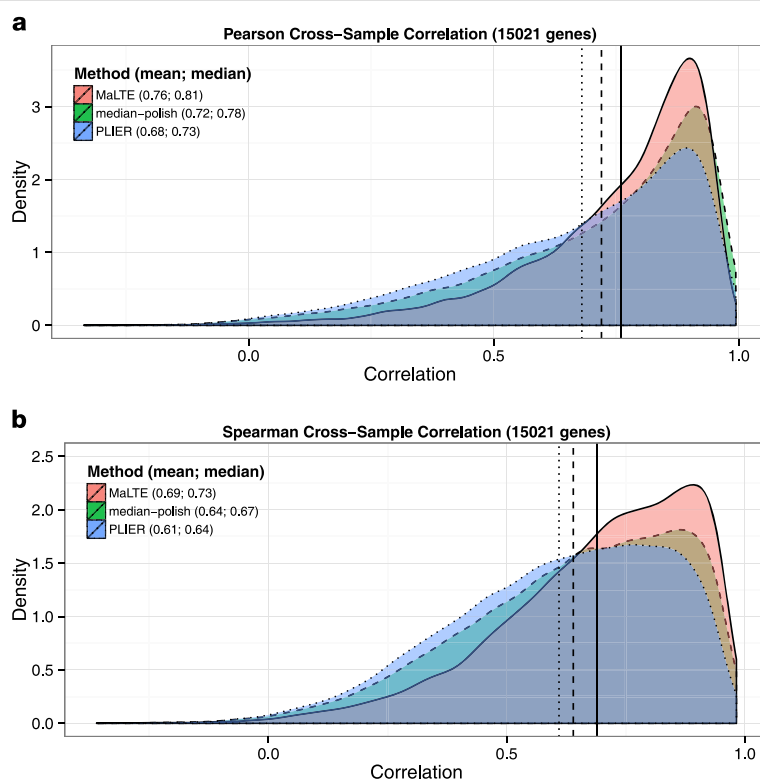 a
Pearson Cross−Sample Correlation (15021 genes)
Method (mean; median)
MaLTE (0.76; 0.81)
median−polish (0.72; 0.78)
PLIER (0.68; 0.73)
Density
3
2
1
0
0.0 0.5 1.0
Correlation
b
Spearman Cross−Sample Correlation (15021 genes)
Method (mean; median)
MaLTE (0.69; 0.73)
median−polish (0.64; 0.67)
PLIER (0.61; 0.64)
Density
2.5
2.0
1.5
1.0
0.5
0.0
0.0 0.5 1.0
Correlation